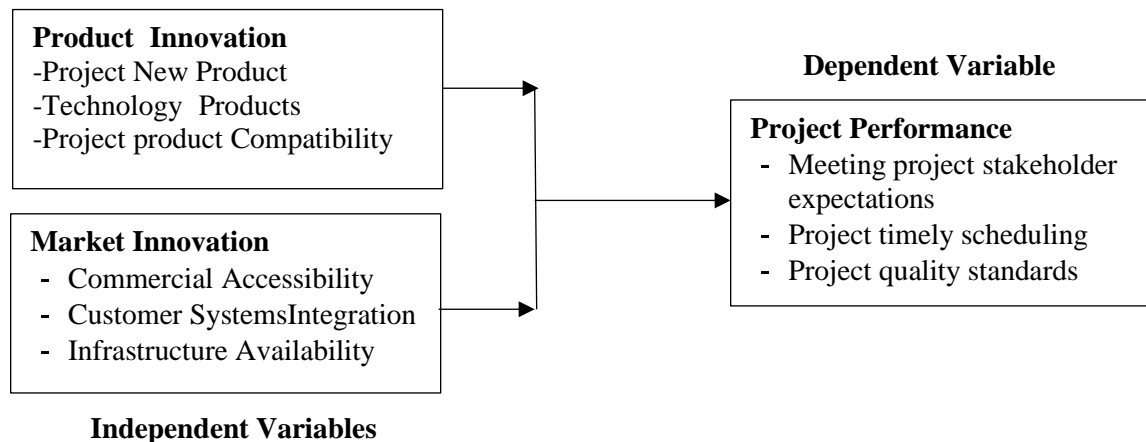 Product Innovation
-Project New Product
-Technology Products
-Project product Compatibility
Market Innovation
- Commercial Accessibility
- Customer SystemsIntegration
- Infrastructure Availability
Independent Variables
Dependent Variable
Project Performance
- Meeting project stakeholder
expectations
- Project timely scheduling
- Project quality standards